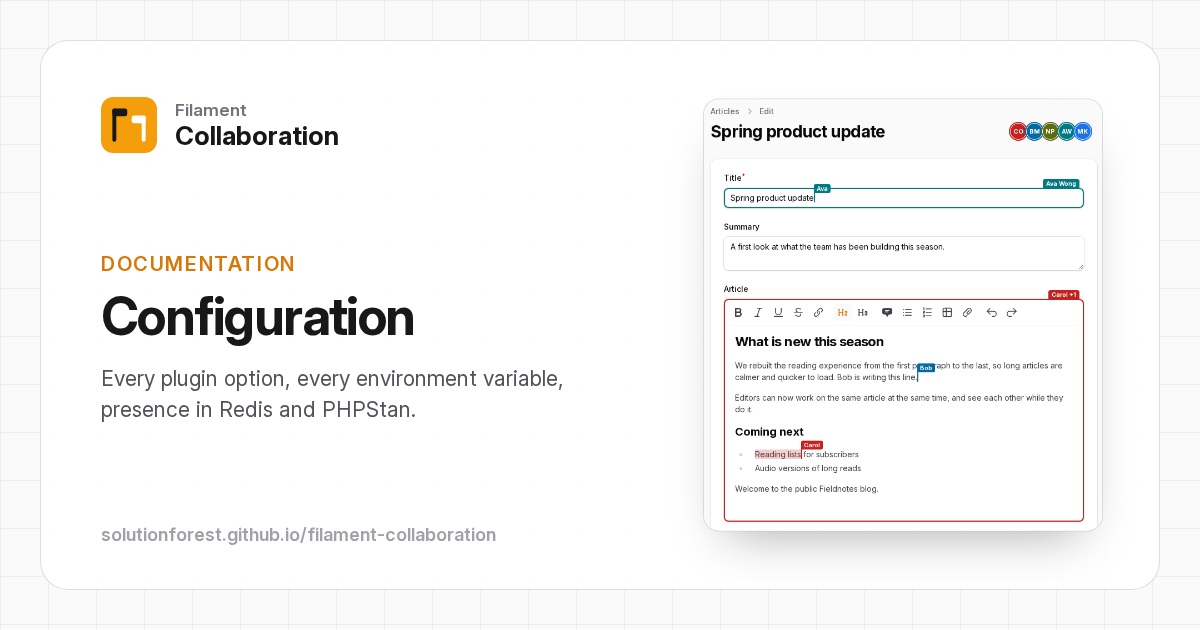 Filament
Collaboration
DOCUMENTATION
Configuration
Every plugin option, every environment variable,
presence in Redis and PHPStan.
solutionforest.github.io/filament-collaboration
Articles > Edit
Spring product update
CO BM NP AW MK
Title*
Ava Wong
Ava
Spring product update
Summary
A first look at what the team has been building this season.
Article
Carol +1
B I U S H2 H3
What is new this season
We rebuilt the reading experience from the first p Bob aph to the last, so long articles are
calmer and quicker to load. Bob is writing this line.
Editors can now work on the same article at the same time, and see each other while they
do it.
Coming next
Carol
Reading lists for subscribers
Audio versions of long reads
Welcome to the public Fieldnotes blog.